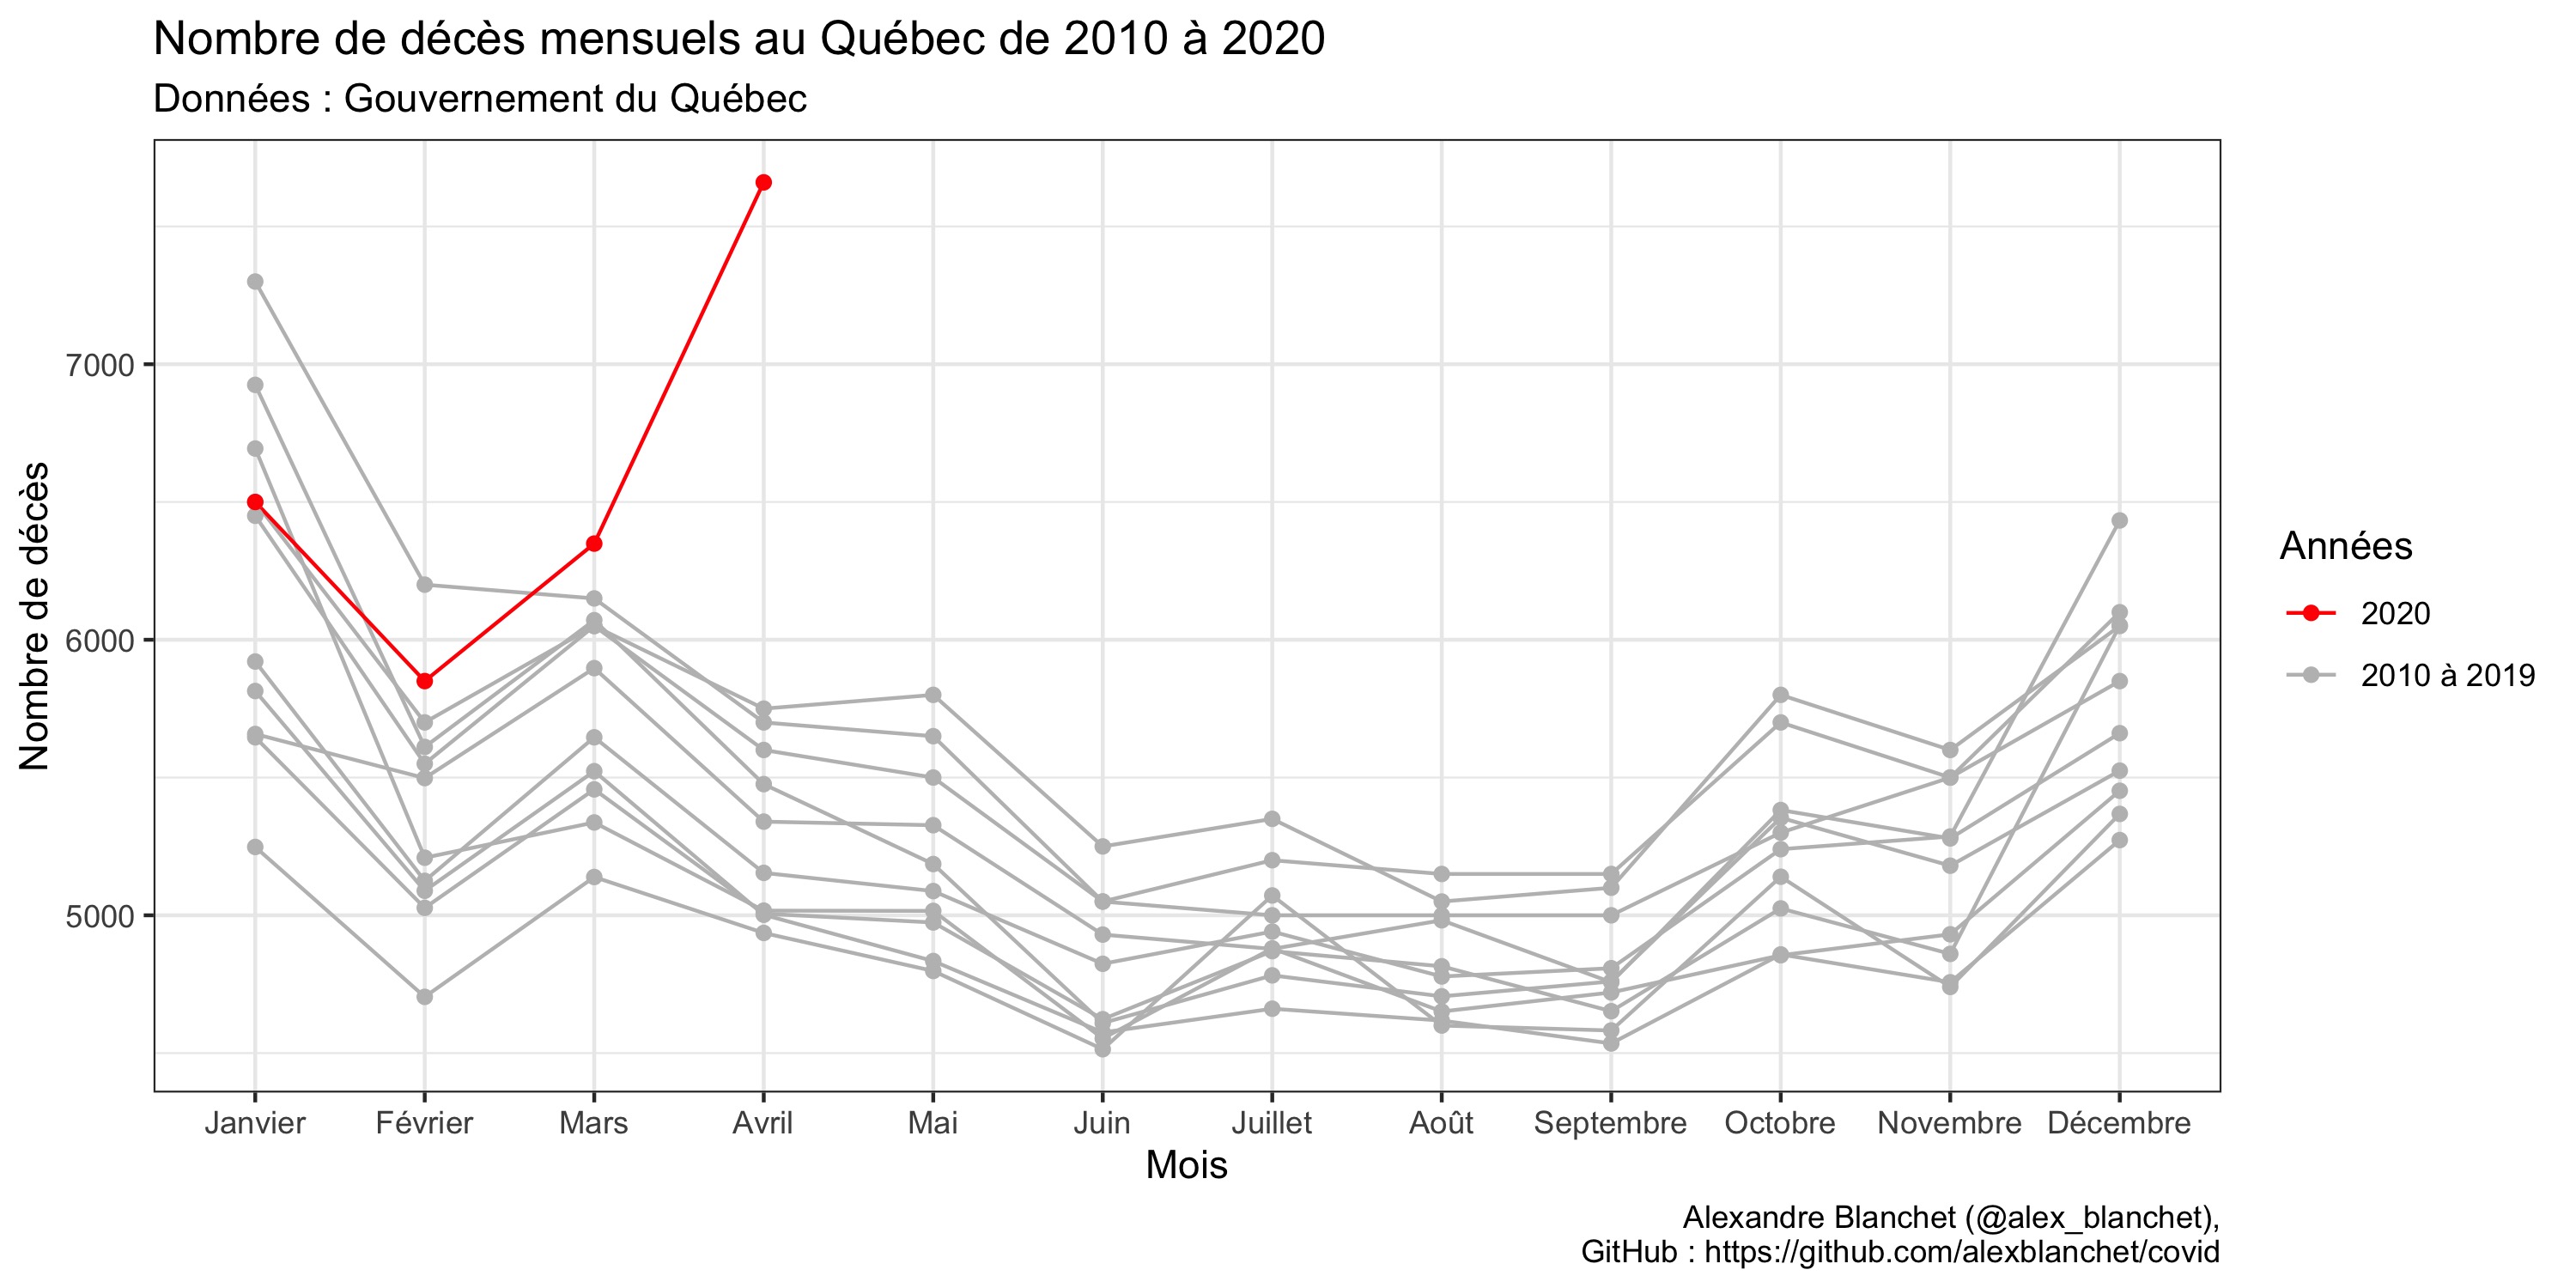 Nombre de décès mensuels au Québec de 2010 à 2020
Données : Gouvernement du Québec
Nombre de décès
7000
6000
5000
Janvier Février Mars Avril Mai Juin Juillet Août Septembre Octobre Novembre Décembre
Mois
Années
2020
2010 à 2019
Alexandre Blanchet (@alex_blanchet),
GitHub : https://github.com/alexblanchet/covid